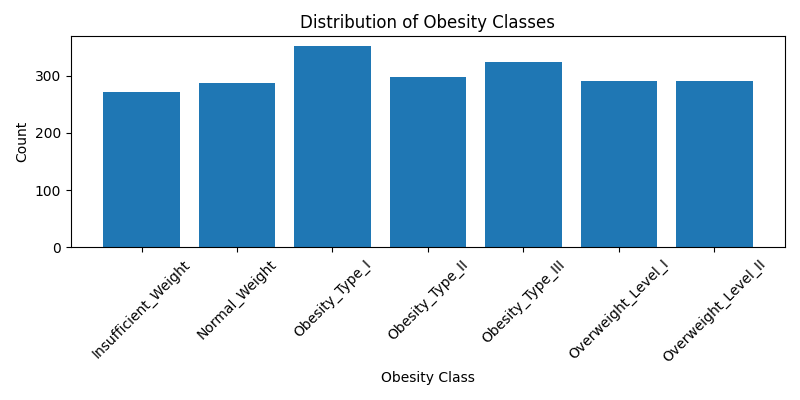 Distribution of Obesity Classes
Count
300
200
100
0
Insufficient_Weight
Normal_Weight
Obesity_Type_I
Obesity_Type_II
Obesity_Type_III
Overweight_Level_I
Overweight_Level_II
Obesity Class